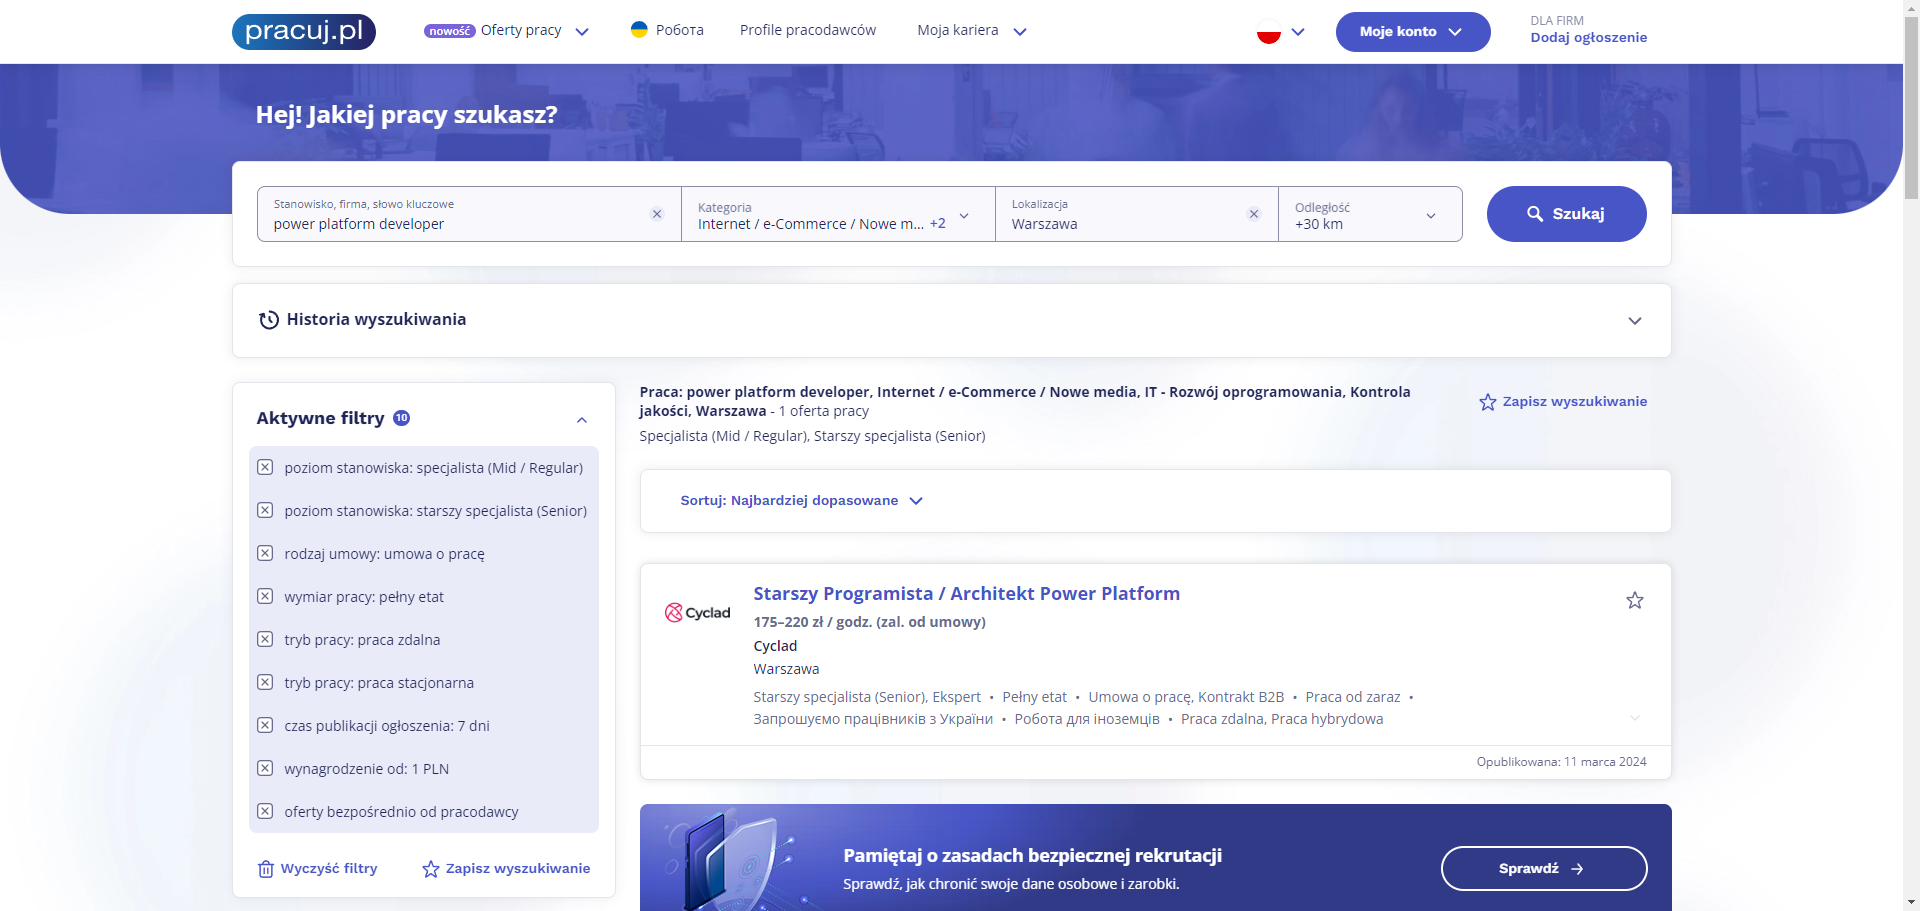 pracuj.pl
nowość Oferty pracy
Робота
Profile pracodawców
Moja kariera
Moje konto
DLA FIRM
Dodaj ogłoszenie
Hej! Jakiej pracy szukasz?
Stanowisko, firma, słowo kluczowe
power platform developer
Kategoria
Internet / e-Commerce / Nowe m... +2
Lokalizacja
Warszawa
Odległość
+30 km
Szukaj
Historia wyszukiwania
Aktywne filtry 10
poziom stanowiska: specjalista (Mid / Regular)
poziom stanowiska: starszy specjalista (Senior)
rodzaj umowy: umowa o pracę
wymiar pracy: pełny etat
tryb pracy: praca zdalna
tryb pracy: praca stacjonarna
czas publikacji ogłoszenia: 7 dni
wynagrodzenie od: 1 PLN
oferty bezpośrednio od pracodawcy
Wyczyść filtry
Zapisz wyszukiwanie
Praca: power platform developer, Internet / e-Commerce / Nowe media, IT - Rozwój oprogramowania, Kontrola
jakości, Warszawa - 1 oferta pracy
Specjalista (Mid / Regular), Starszy specjalista (Senior)
Zapisz wyszukiwanie
Sortuj: Najbardziej dopasowane
Cyclad
Starszy Programista / Architekt Power Platform
175–220 zł / godz. (zal. od umowy)
Cyclad
Warszawa
Starszy specjalista (Senior), Ekspert • Pełny etat • Umowa o pracę, Kontrakt B2B • Praca od zaraz •
Запрошуємо працівників з України • Робота для іноземців • Praca zdalna, Praca hybrydowa
Opublikowana: 11 marca 2024
Pamiętaj o zasadach bezpiecznej rekrutacji
Sprawdź, jak chronić swoje dane osobowe i zarobki.
Sprawdź